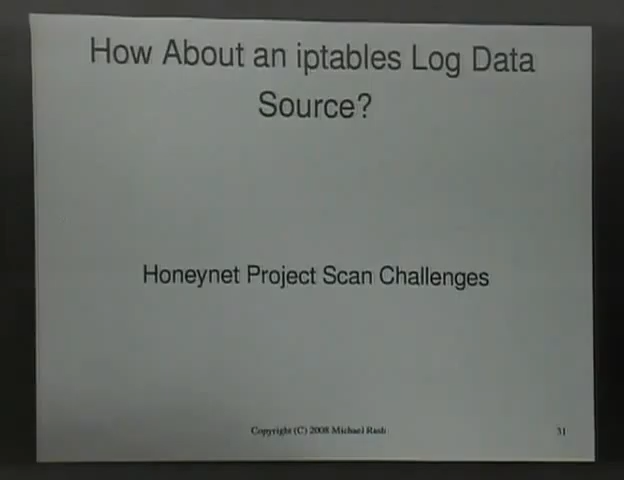 How About an iptables Log Data
Source?
Honeynet Project Scan Challenges
Copyright (C) 2008 Michael Rash
31